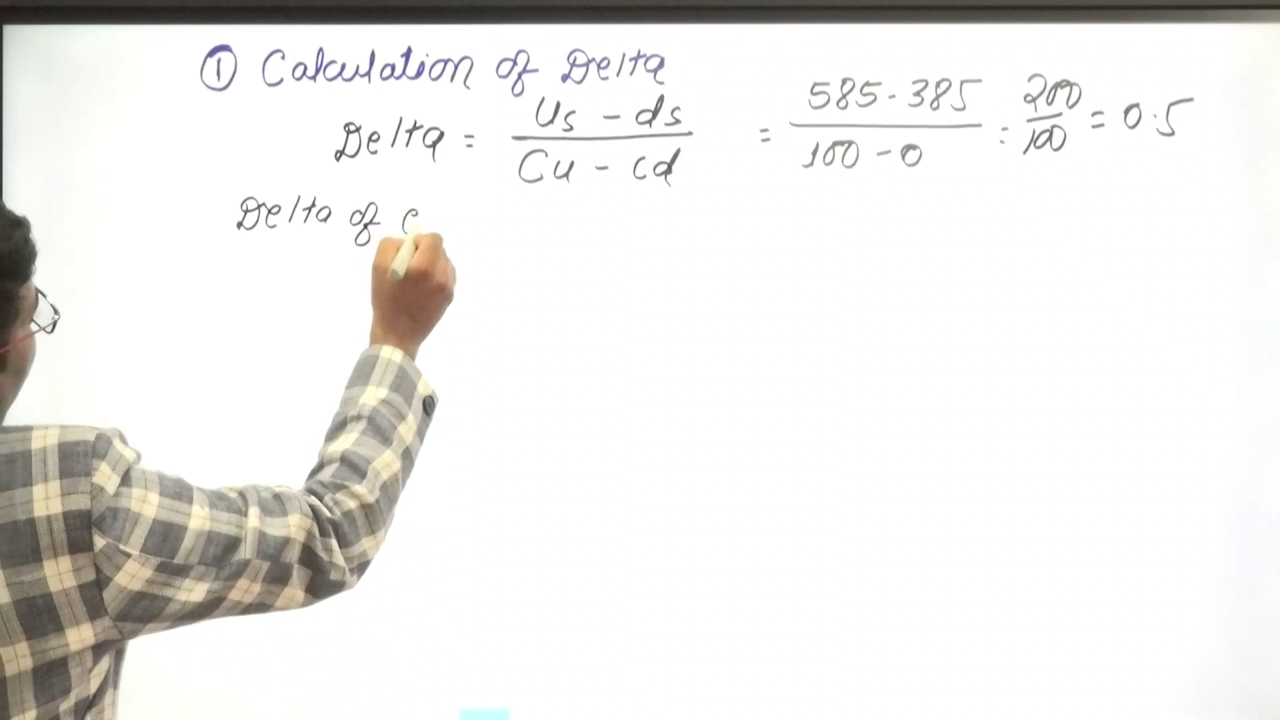 ① Calculation of Delta
Delta = Us - ds / Cu - cd = 585 - 385 / 100 - 0 = 200 / 100 = 0.5
Delta of c